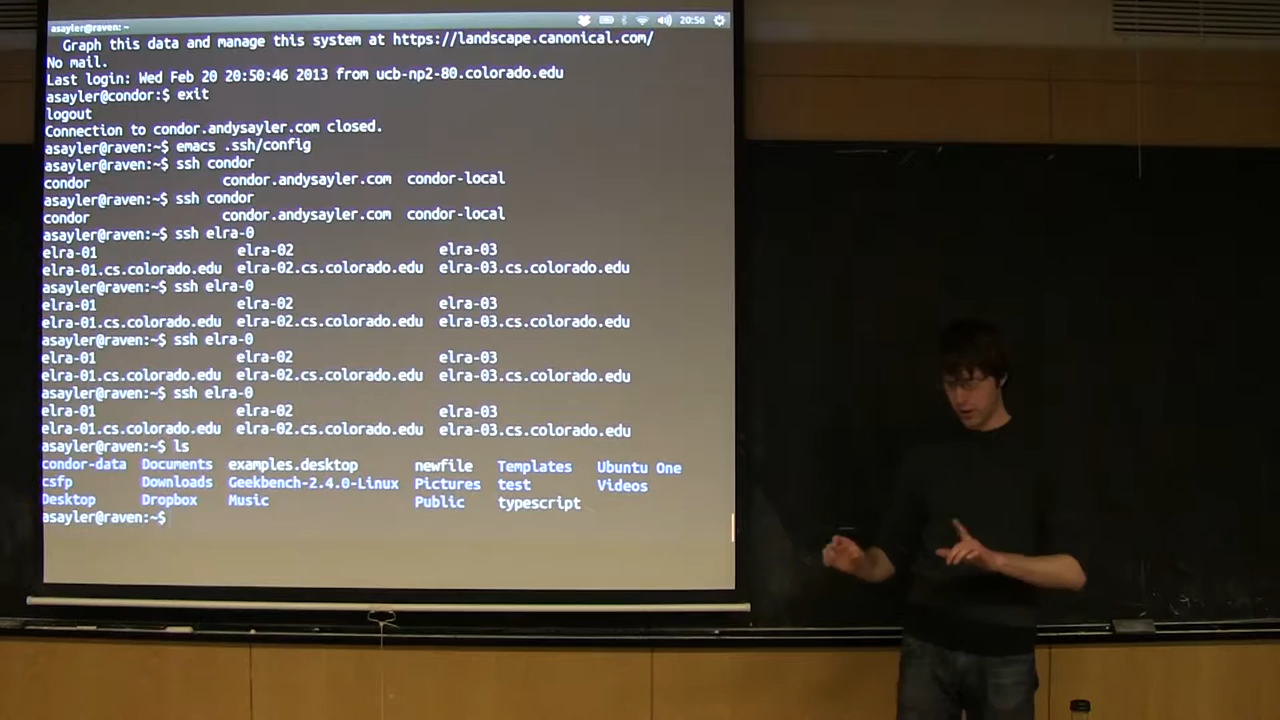 asayler@raven: ~ 20:56
Graph this data and manage this system at https://landscape.canonical.com/
No mail.
Last login: Wed Feb 20 20:50:46 2013 from ucb-np2-80.colorado.edu
asayler@condor:$ exit
logout
Connection to condor.andysayler.com closed.
asayler@raven:~$ emacs .ssh/config
asayler@raven:~$ ssh condor
condor condor.andysayler.com condor-local
asayler@raven:~$ ssh condor
condor condor.andysayler.com condor-local
asayler@raven:~$ ssh elra-0
elra-01 elra-02 elra-03
elra-01.cs.colorado.edu elra-02.cs.colorado.edu elra-03.cs.colorado.edu
asayler@raven:~$ ssh elra-0
elra-01 elra-02 elra-03
elra-01.cs.colorado.edu elra-02.cs.colorado.edu elra-03.cs.colorado.edu
asayler@raven:~$ ssh elra-0
elra-01 elra-02 elra-03
elra-01.cs.colorado.edu elra-02.cs.colorado.edu elra-03.cs.colorado.edu
asayler@raven:~$ ssh elra-0
elra-01 elra-02 elra-03
elra-01.cs.colorado.edu elra-02.cs.colorado.edu elra-03.cs.colorado.edu
asayler@raven:~$ ls
condor-data Documents examples.desktop newfile Templates Ubuntu One
csfp Downloads Geekbench-2.4.0-Linux Pictures test Videos
Desktop Dropbox Music Public typescript
asayler@raven:~$